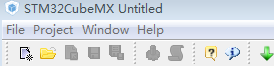 STM32CubeMX Untitled
File Project Window Help